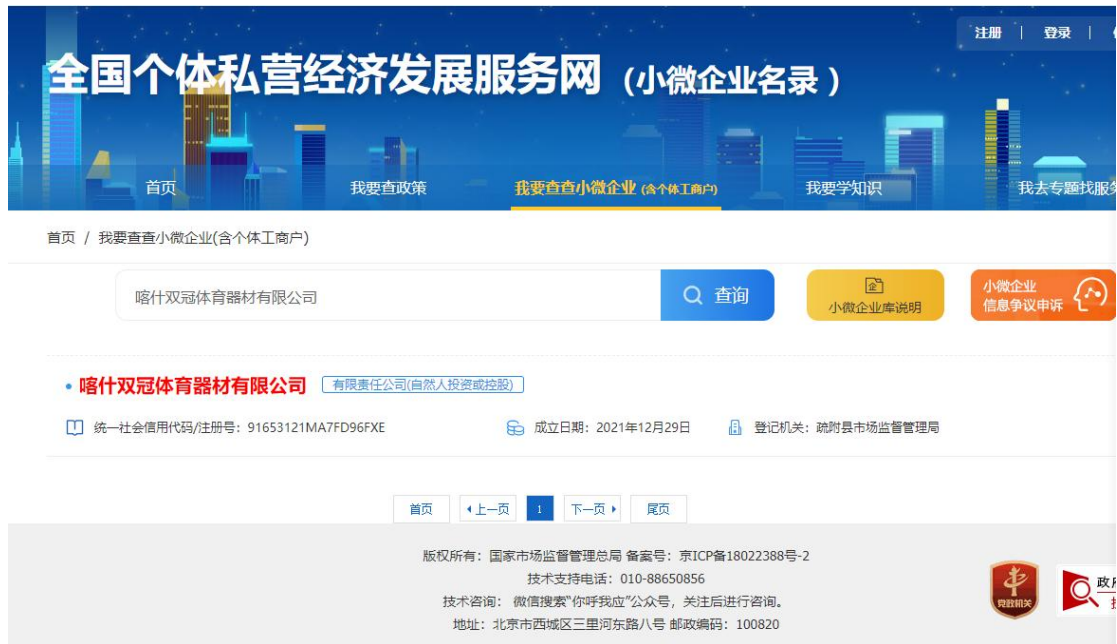 注册 | 登录 |
全国个体私营经济发展服务网（小微企业名录）
首页 我要查政策 我要查查小微企业 (含个体工商户) 我要学知识 我去专题找服务
首页 / 我要查查小微企业(含个体工商户)
喀什双冠体育器材有限公司 查询 小微企业库说明 小微企业
信息争议申诉
喀什双冠体育器材有限公司 有限责任公司(自然人投资或控股)
统一社会信用代码/注册号：91653121MA7FD96FXE 成立日期：2021年12月29日 登记机关：疏附县市场监督管理局
首页 上一页 1 下一页 尾页
版权所有：国家市场监督管理总局 备案号：京ICP备18022388号-2
技术支持电话：010-88650856
技术咨询： 微信搜索“你呼我应”公众号，关注后进行咨询。
地址：北京市西城区三里河东路八号 邮政编码：100820
党政机关